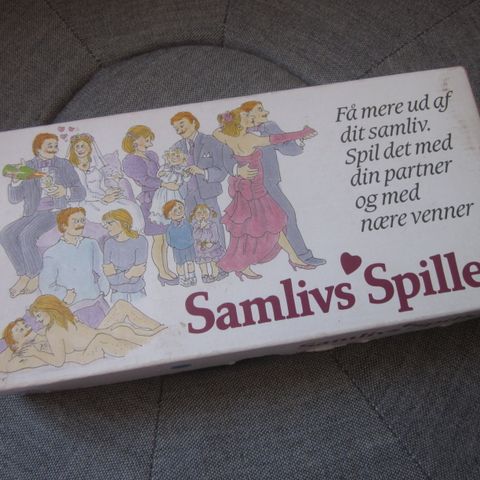 Få mere ud af
dit samliv.
Spil det med
din partner
og med
nære venner
Samlivs Spille